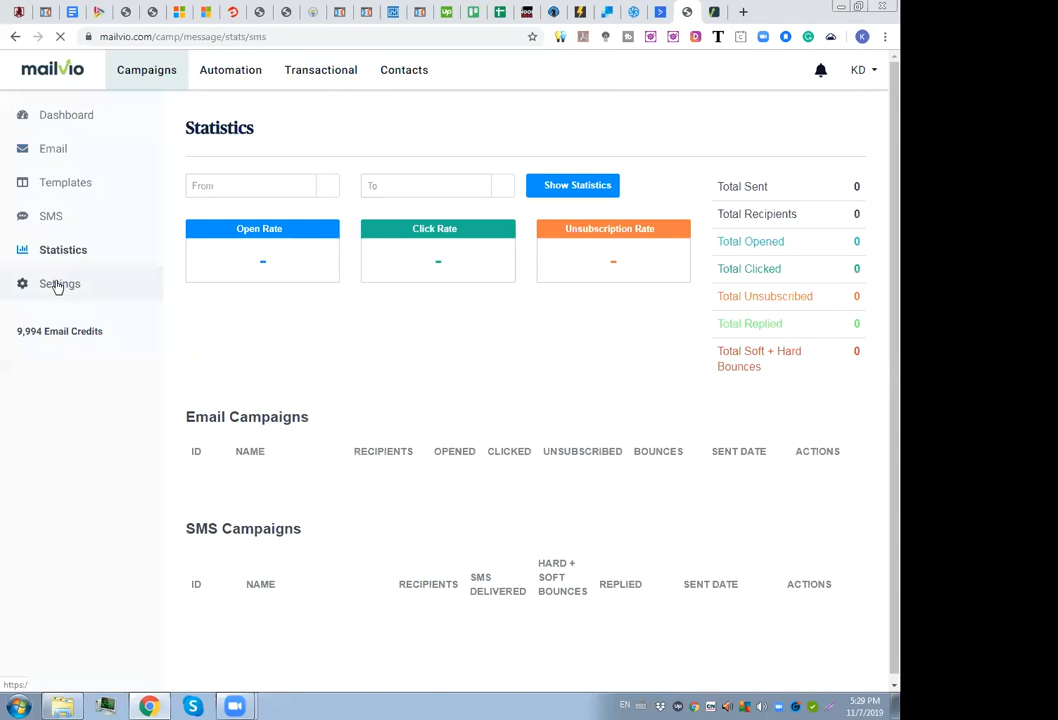 mailvio.com/camp/message/stats/sms
mailvio
Campaigns
Automation
Transactional
Contacts
KD
Dashboard
Email
Templates
SMS
Statistics
Settings
9,994 Email Credits
Statistics
From
To
Show Statistics
Open Rate
-
Click Rate
-
Unsubscription Rate
-
Total Sent 0
Total Recipients 0
Total Opened 0
Total Clicked 0
Total Unsubscribed 0
Total Replied 0
Total Soft + Hard
Bounces 0
Email Campaigns
ID NAME RECIPIENTS OPENED CLICKED UNSUBSCRIBED BOUNCES SENT DATE ACTIONS
SMS Campaigns
ID NAME RECIPIENTS SMS DELIVERED HARD + SOFT BOUNCES REPLIED SENT DATE ACTIONS
https:/
EN
5:29 PM
11/7/2019